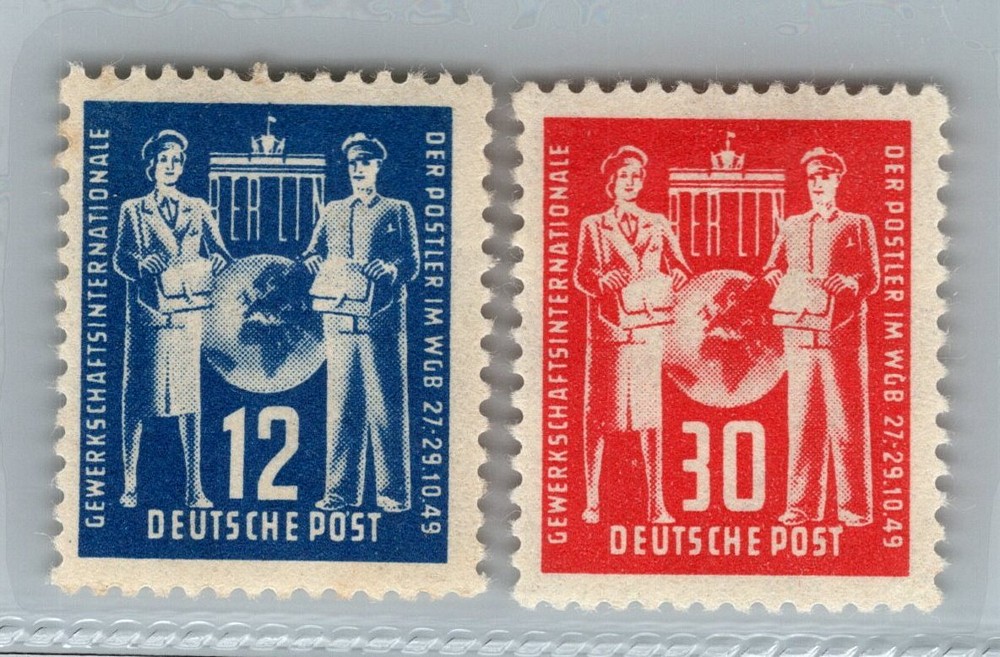 GEWERKSCHAFTSINTERNATIONALE
DER POSTLER IM WGB 27.-29.10.49
BERLIN
12
DEUTSCHE POST
GEWERKSCHAFTSINTERNATIONALE
DER POSTLER IM WGB 27.-29.10.49
BERLIN
30
DEUTSCHE POST